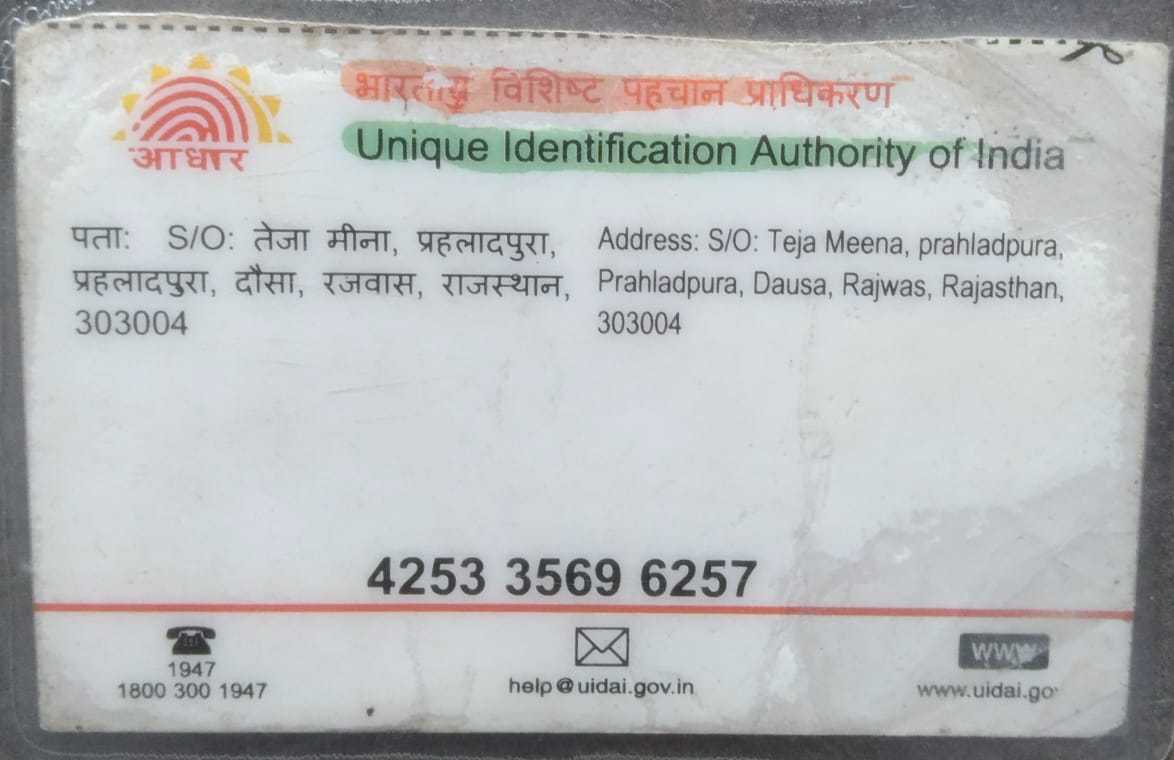 आधार
भारतीय विशिष्ट पहचान प्राधिकरण
Unique Identification Authority of India
पता: S/O: तेजा मीना, प्रहलादपुरा,
प्रहलादपुरा, दौसा, रजवास, राजस्थान,
303004
Address: S/O: Teja Meena, prahladpura,
Prahladpura, Dausa, Rajwas, Rajasthan,
303004
4253 3569 6257
1947
1800 300 1947
help@uidai.gov.in
www
www.uidai.go